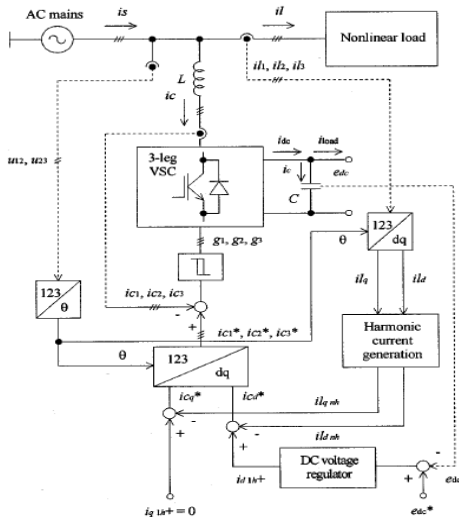 AC mains
is
il
Nonlinear load
il1, il2, il3
L
ic
u12, u23
3-leg
VSC
idc
iload
ic
C
edc
g1, g2, g3
θ
123
dq
123
θ
ic1, ic2, ic3
-
+
ic1*, ic2*, ic3*
ilq
ild
θ
123
dq
Harmonic
current
generation
icq*
icd*
-
ilq nh
+
-
ild nh
+
id 1h+
DC voltage
regulator
-
+
edc
iq 1h+ = 0
edc*